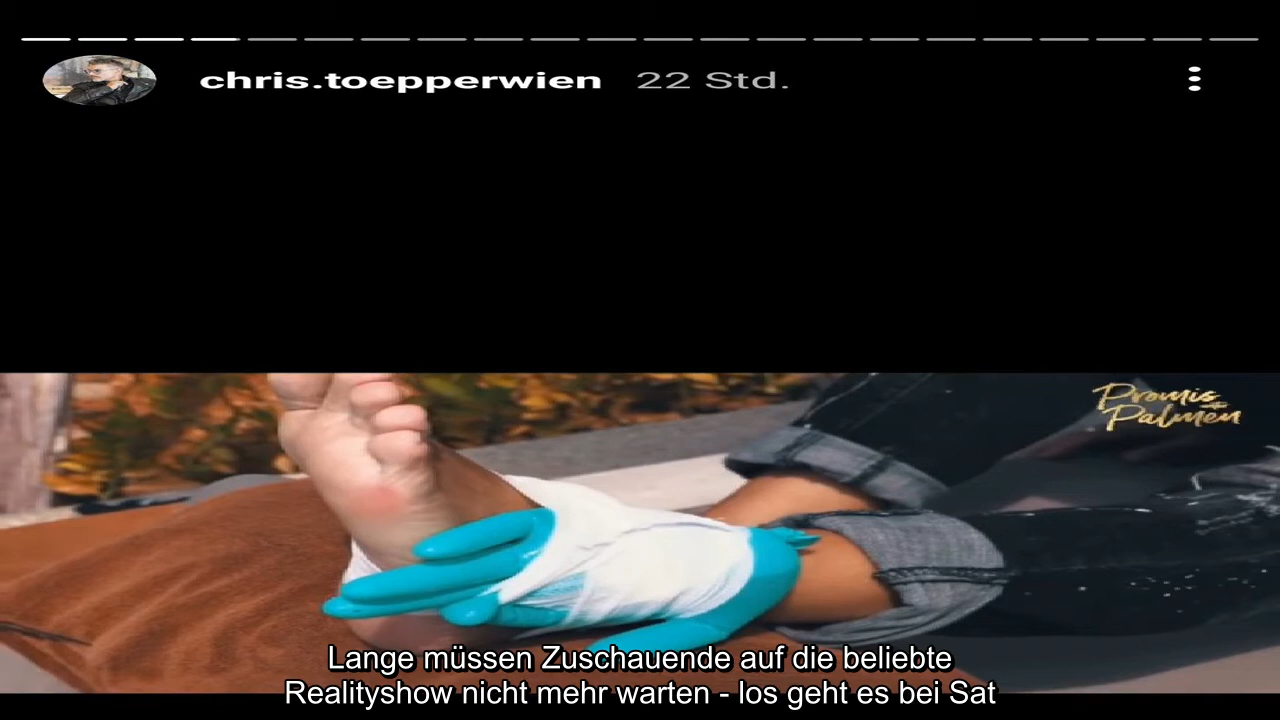 chris.toepperwien 22 Std.
Promis
Palmen
Lange müssen Zuschauende auf die beliebte
Realityshow nicht mehr warten - los geht es bei Sat